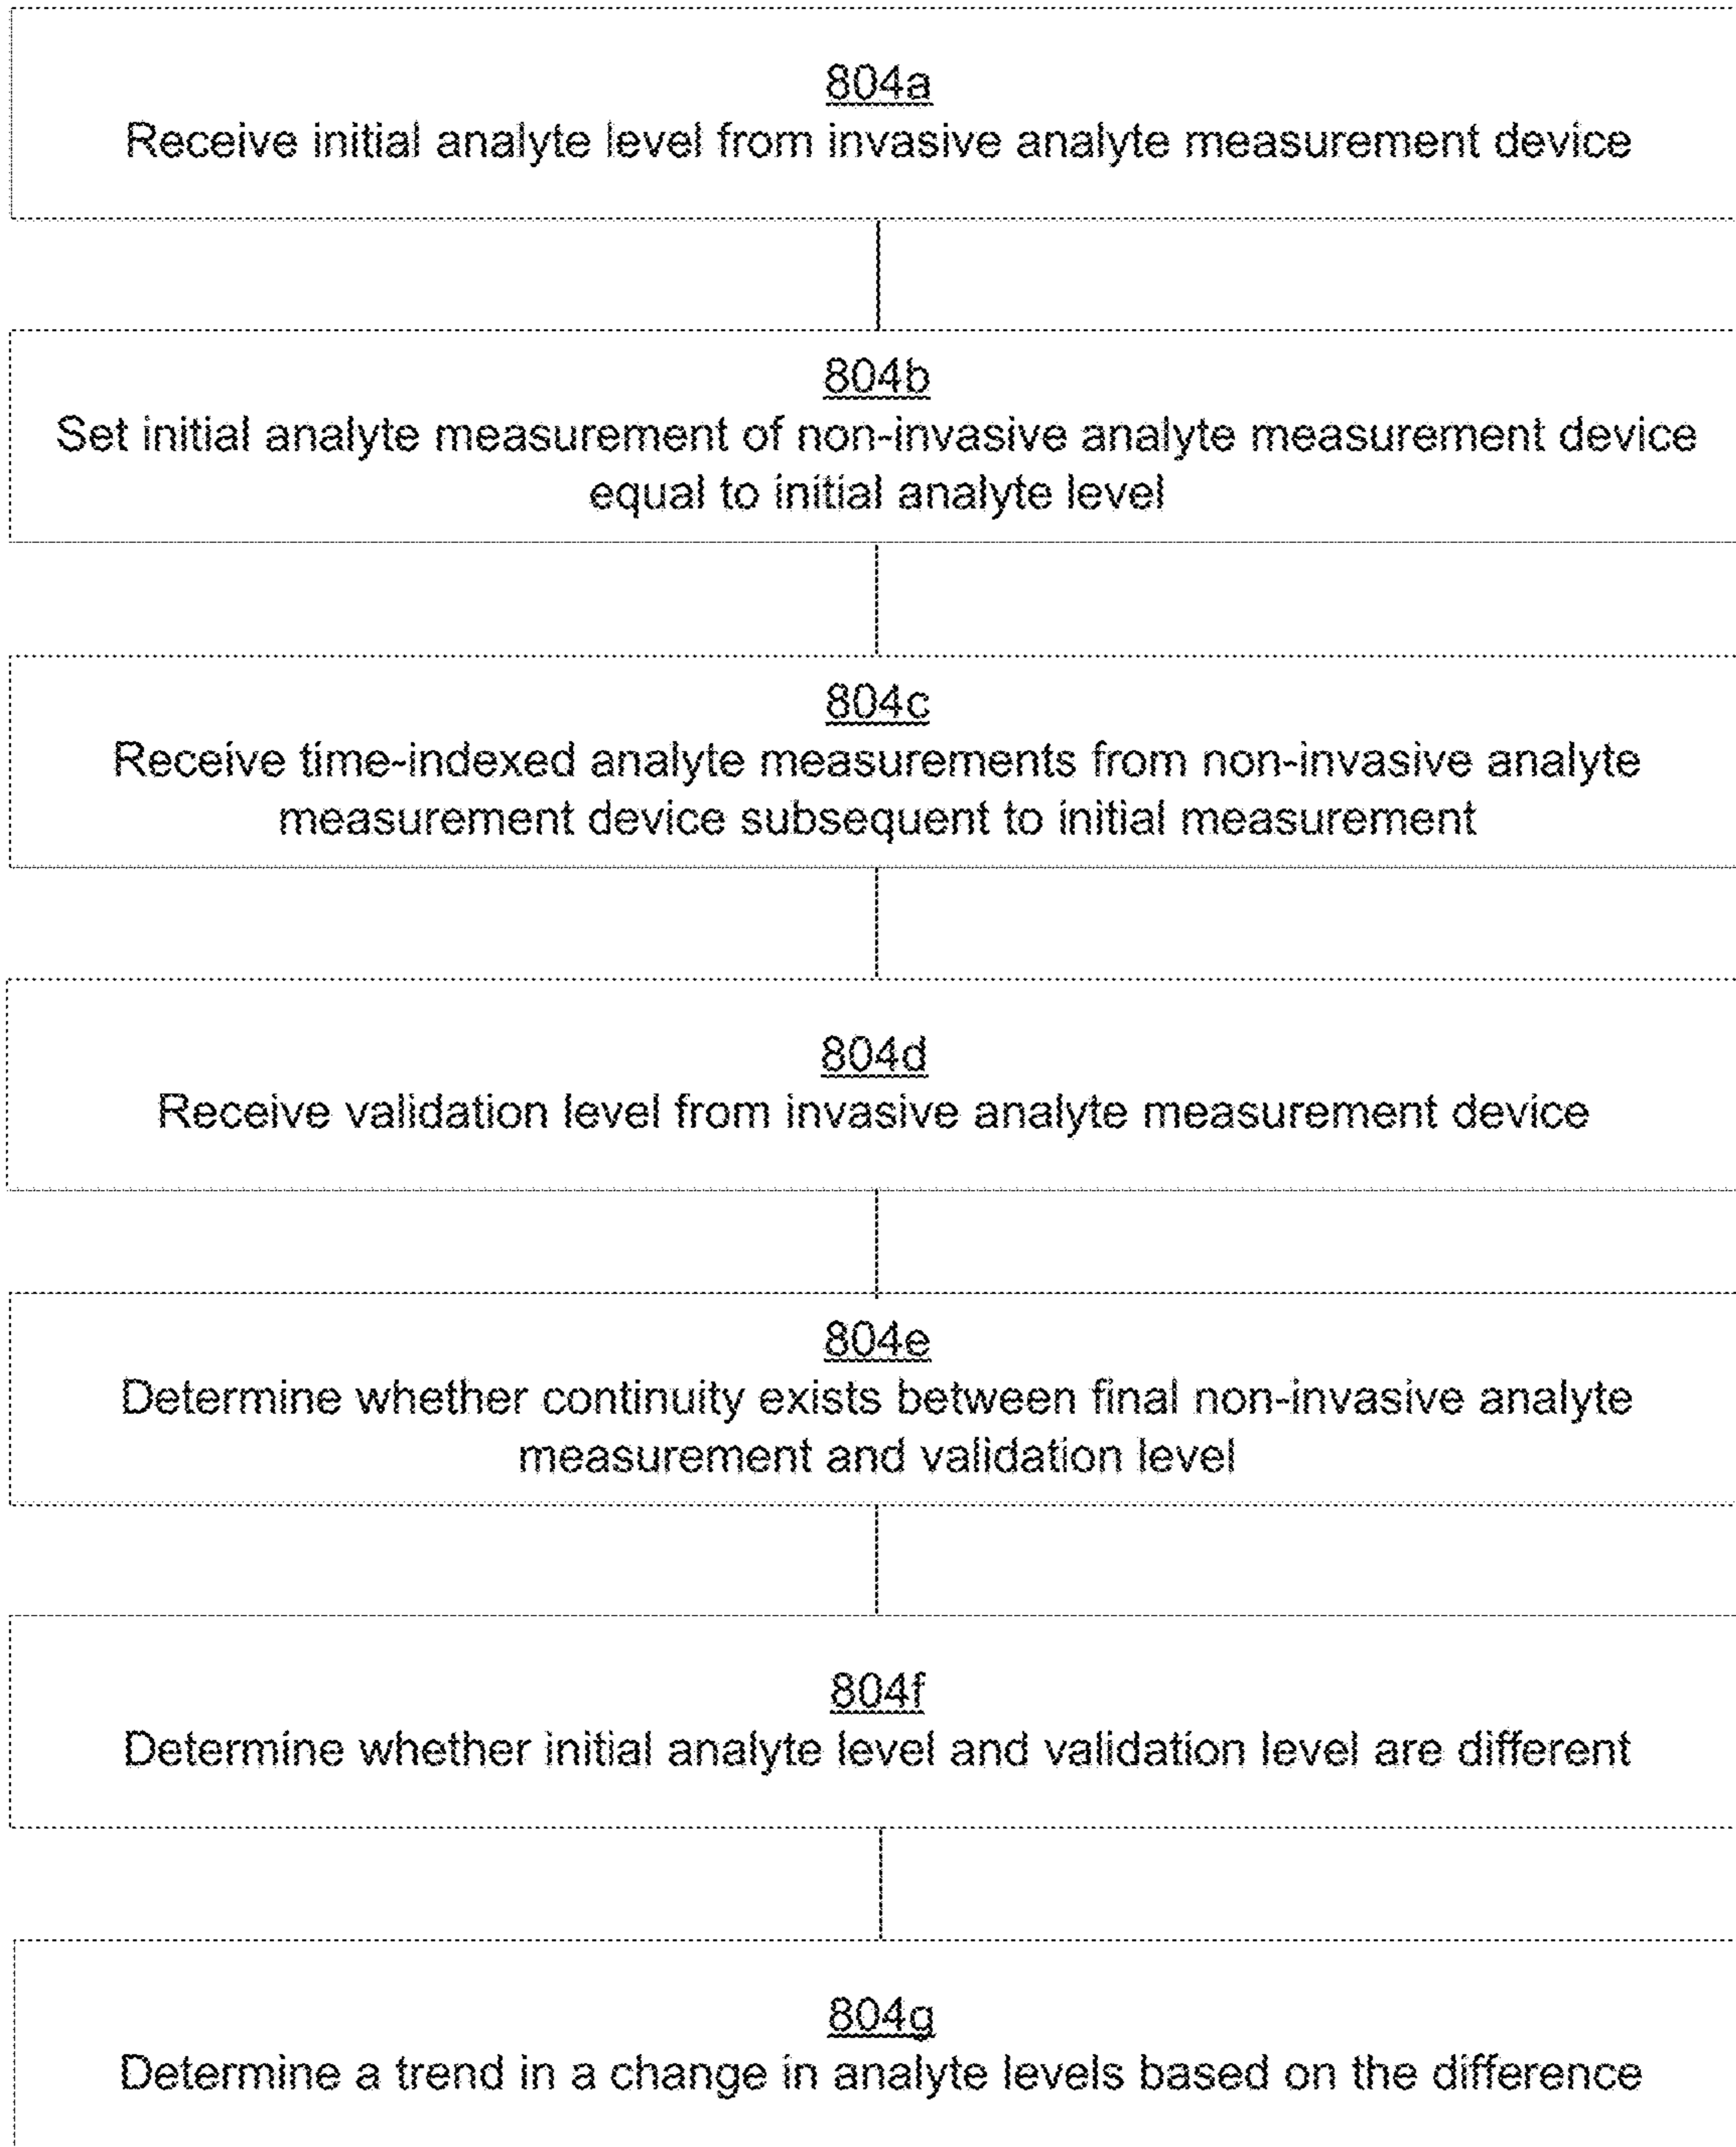 804a
Receive initial analyte level from invasive analyte measurement device
804b
Set initial analyte measurement of non-invasive analyte measurement device
equal to initial analyte level
804c
Receive time-indexed analyte measurements from non-invasive analyte
measurement device subsequent to initial measurement
804d
Receive validation level from invasive analyte measurement device
804e
Determine whether continuity exists between final non-invasive analyte
measurement and validation level
804f
Determine whether initial analyte level and validation level are different
804g
Determine a trend in a change in analyte levels based on the difference